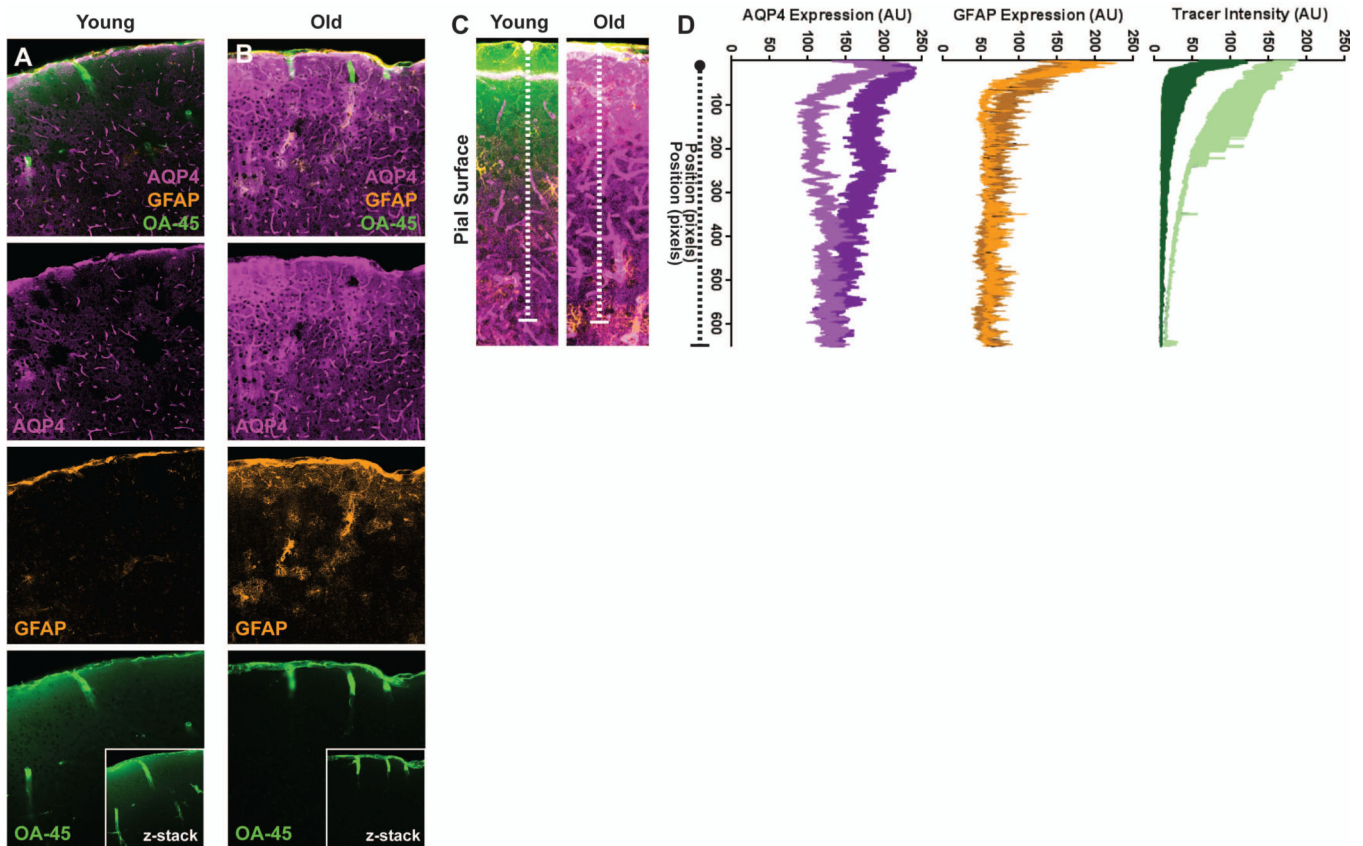 Young
Old
A
AQP4
GFAP
OA-45
B
AQP4
GFAP
OA-45
AQP4
AQP4
GFAP
GFAP
OA-45
z-stack
OA-45
z-stack
C
Young
Old
Pial Surface
D
AQP4 Expression (AU)
0 50 100 150 200 250
GFAP Expression (AU)
0 50 100 150 200 250
Tracer Intensity (AU)
0 50 100 150 200 250
Position (pixels)
Position (pixels)
100
200
300
400
500
600